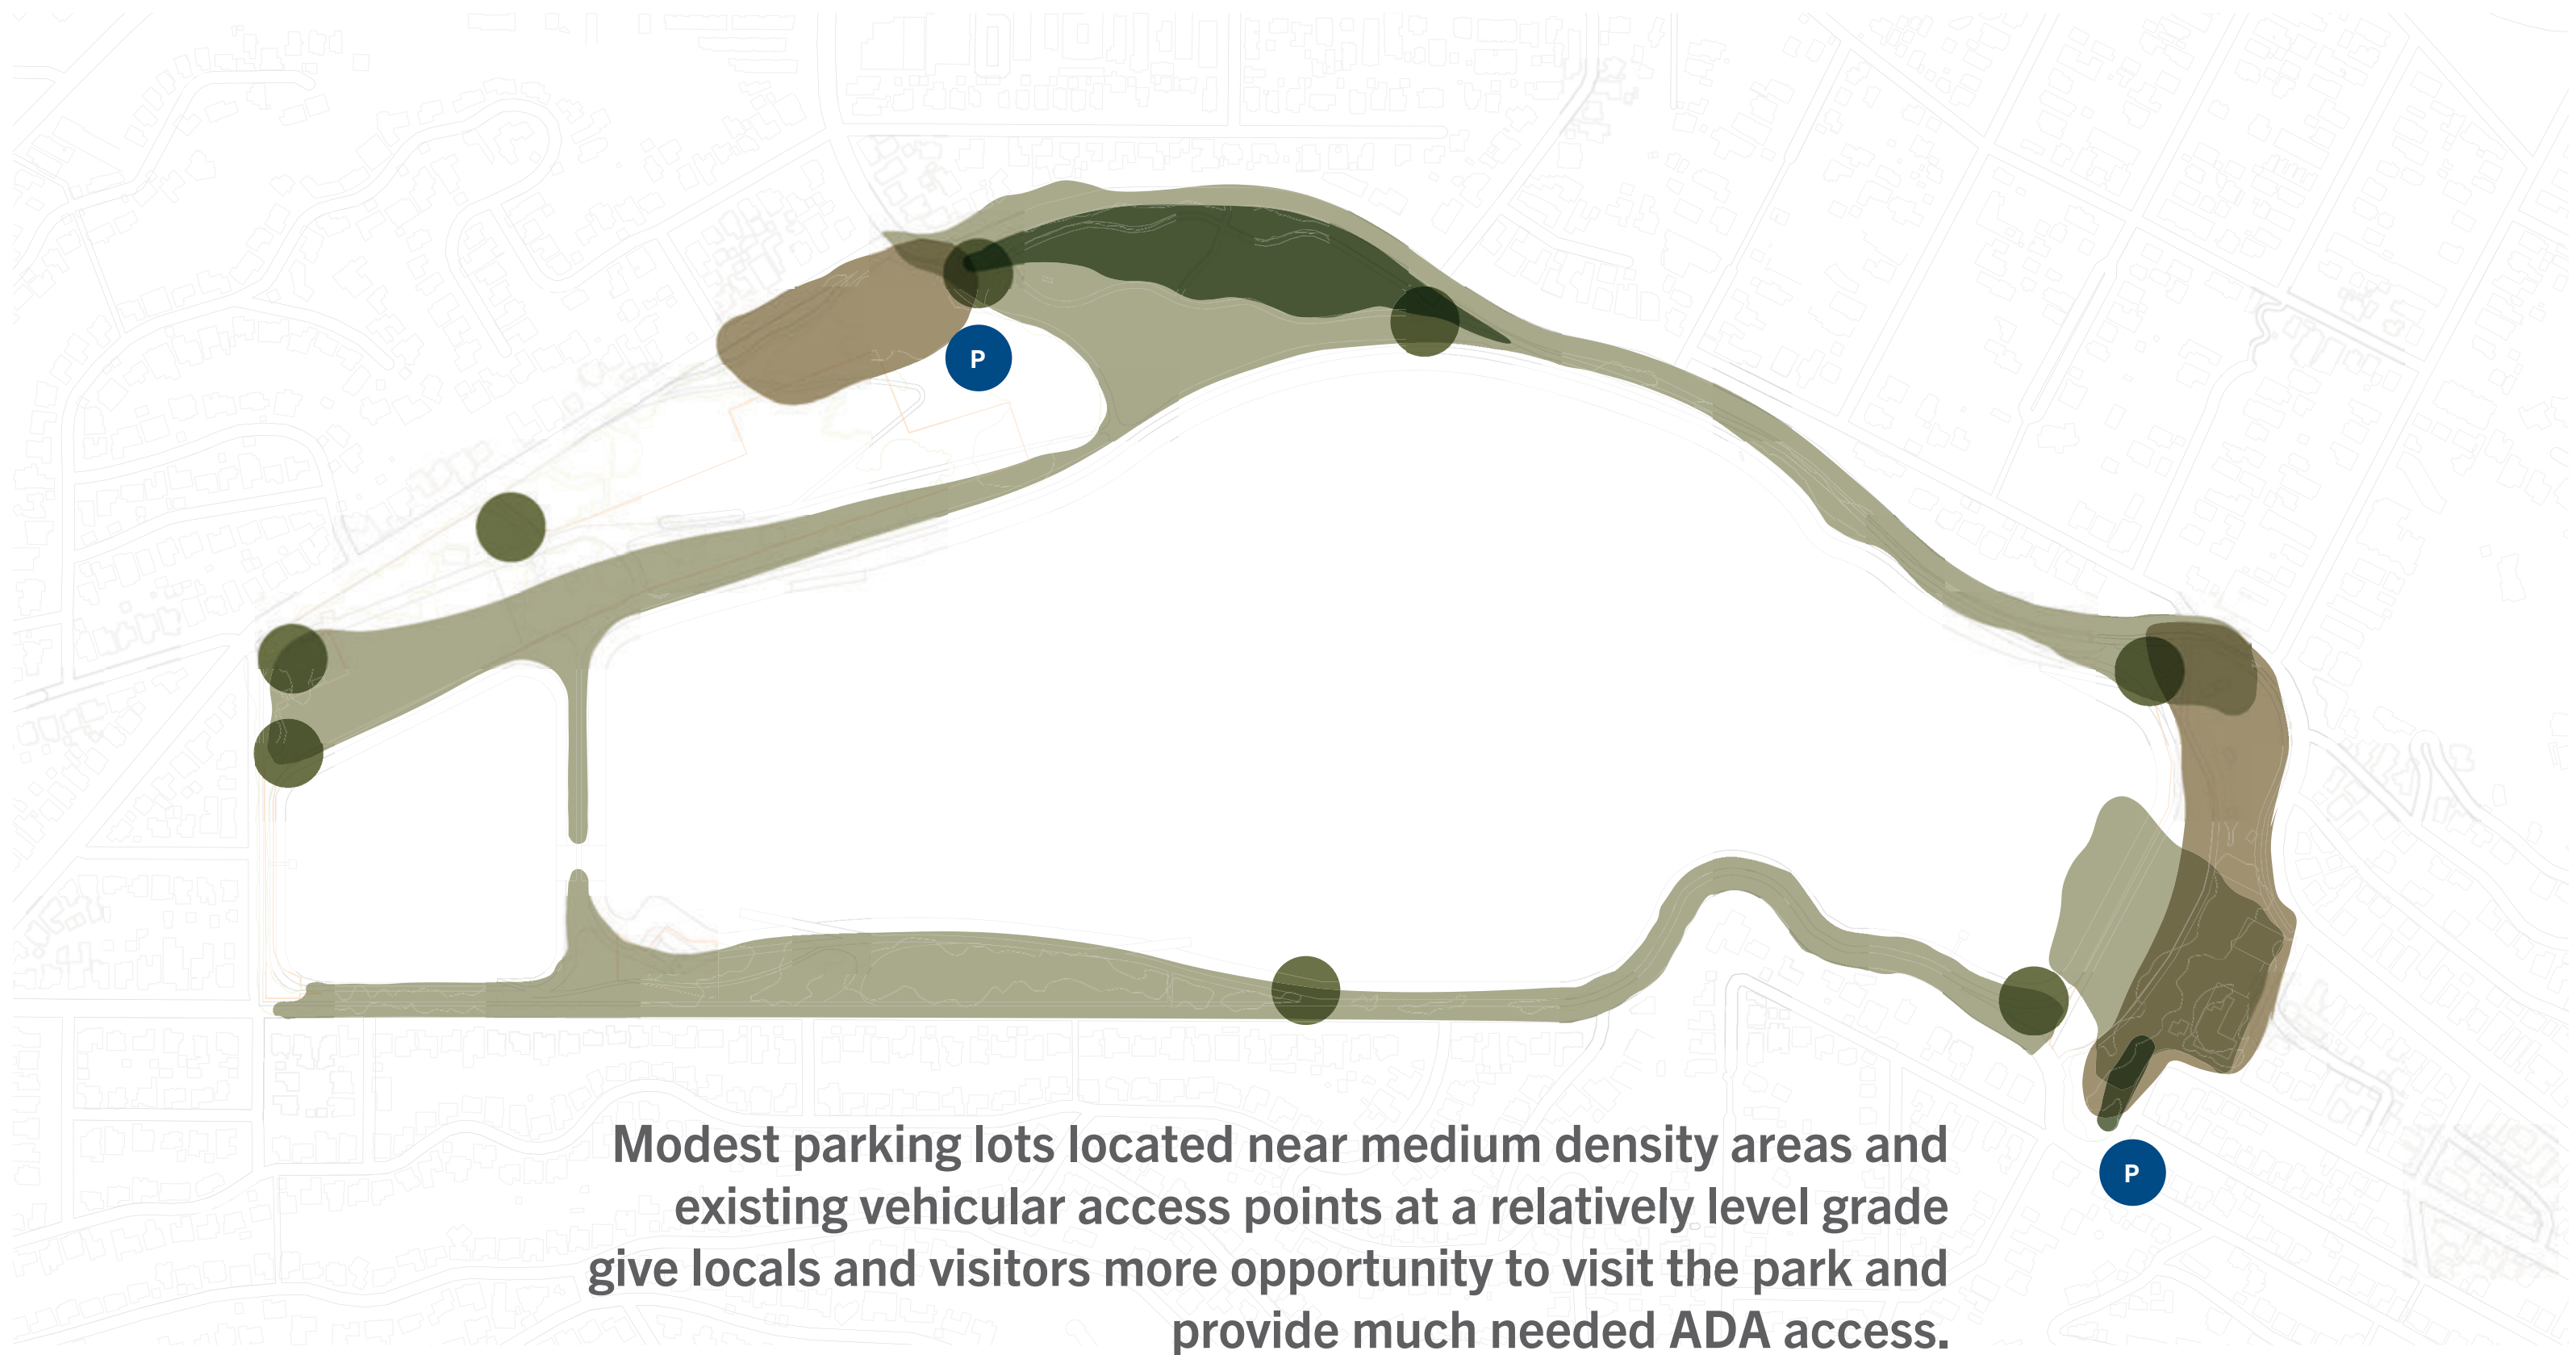 P
P
Modest parking lots located near medium density areas and
existing vehicular access points at a relatively level grade
give locals and visitors more opportunity to visit the park and
provide much needed ADA access.